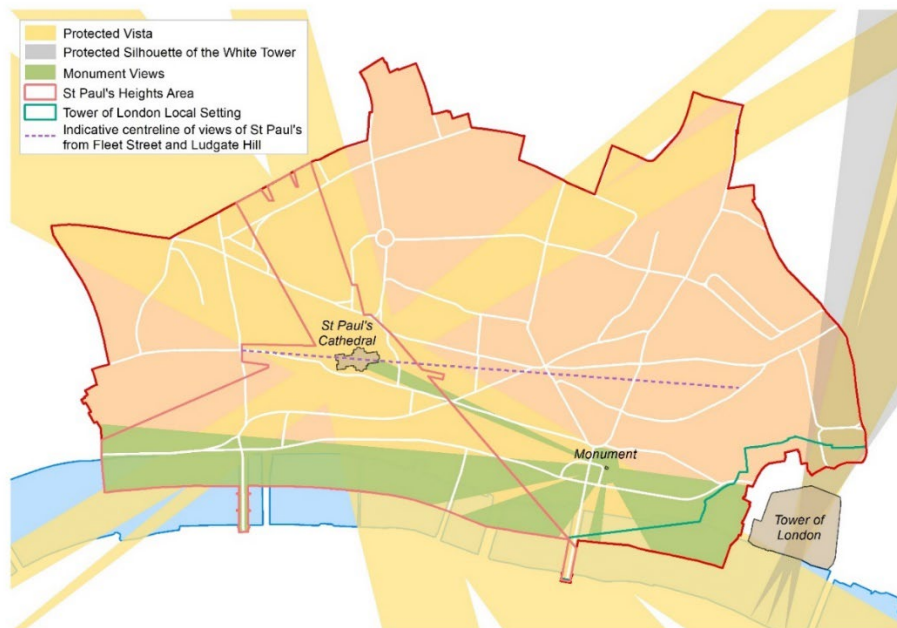 Protected Vista
Protected Silhouette of the White Tower
Monument Views
St Paul's Heights Area
Tower of London Local Setting
Indicative centreline of views of St Paul's
from Fleet Street and Ludgate Hill
St Paul's
Cathedral
Monument
Tower of
London